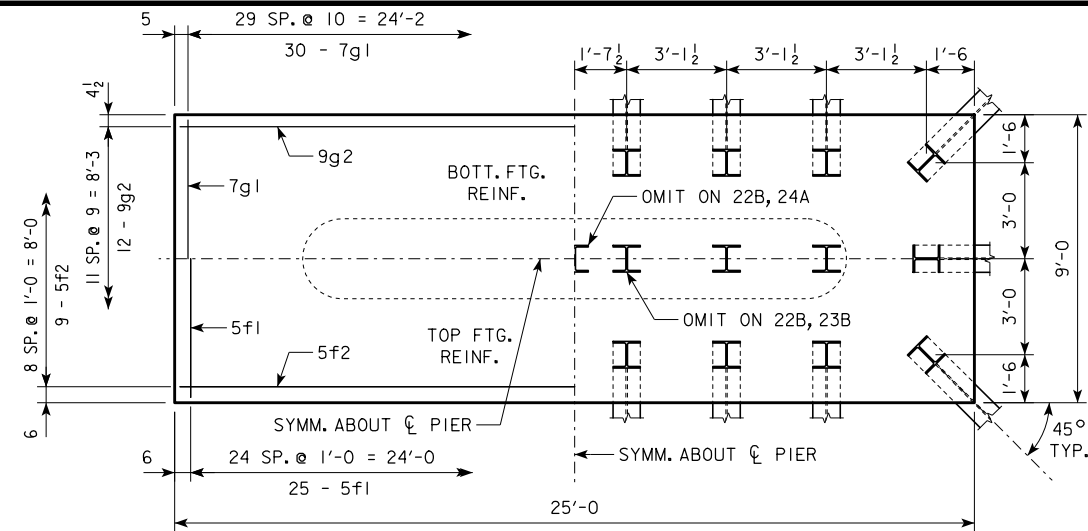 5
29 SP. @ 10 = 24'-2
30 - 7g1
1'-7½
3'-1½
3'-1½
3'-1½
1'-6
4½
9g2
7g1
BOTT. FTG.
REINF.
OMIT ON 22B, 24A
1'-6
3'-0
9'-0
3'-0
1'-6
11 SP. @ 9 = 8'-3
12 - 9g2
8 SP. @ 1'-0 = 8'-0
9 - 5f2
5f1
5f2
TOP FTG.
REINF.
OMIT ON 22B, 23B
6
SYMM. ABOUT ℄ PIER
SYMM. ABOUT ℄ PIER
45°
TYP.
6
24 SP. @ 1'-0 = 24'-0
25 - 5f1
25'-0